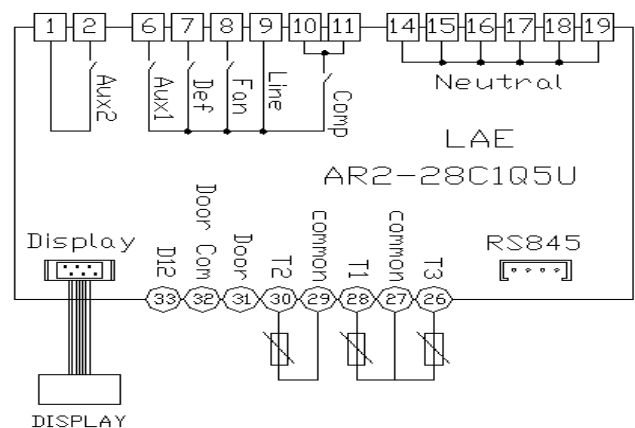 1 2 6 7 8 9 10 11 14 15 16 17 18 19
Aux2
Aux1
Def
Fan
Line
Comp
Neutral
LAE
AR2-28C1Q5U
Display
DI2
Door Com
Door
T2
common
T1
common
T3
RS845
33 32 31 30 29 28 27 26
DISPLAY